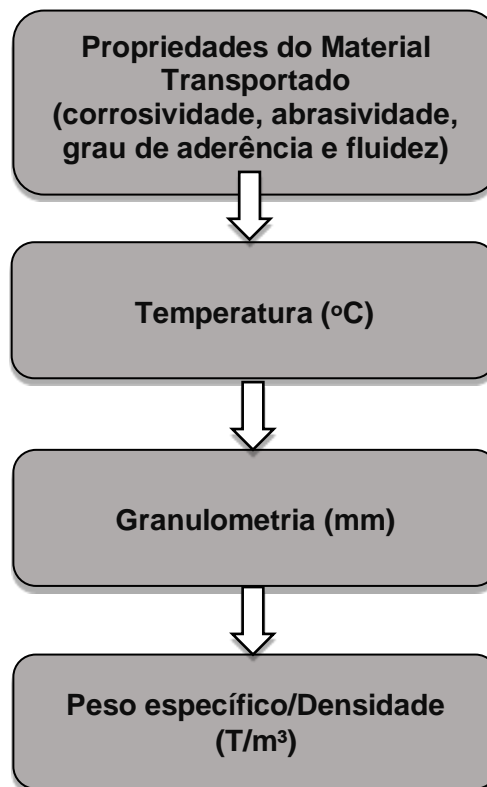 Propriedades do Material
Transportado
(corrosividade, abrasividade,
grau de aderência e fluidez)
Temperatura (ºC)
Granulometria (mm)
Peso específico/Densidade
(T/m³)